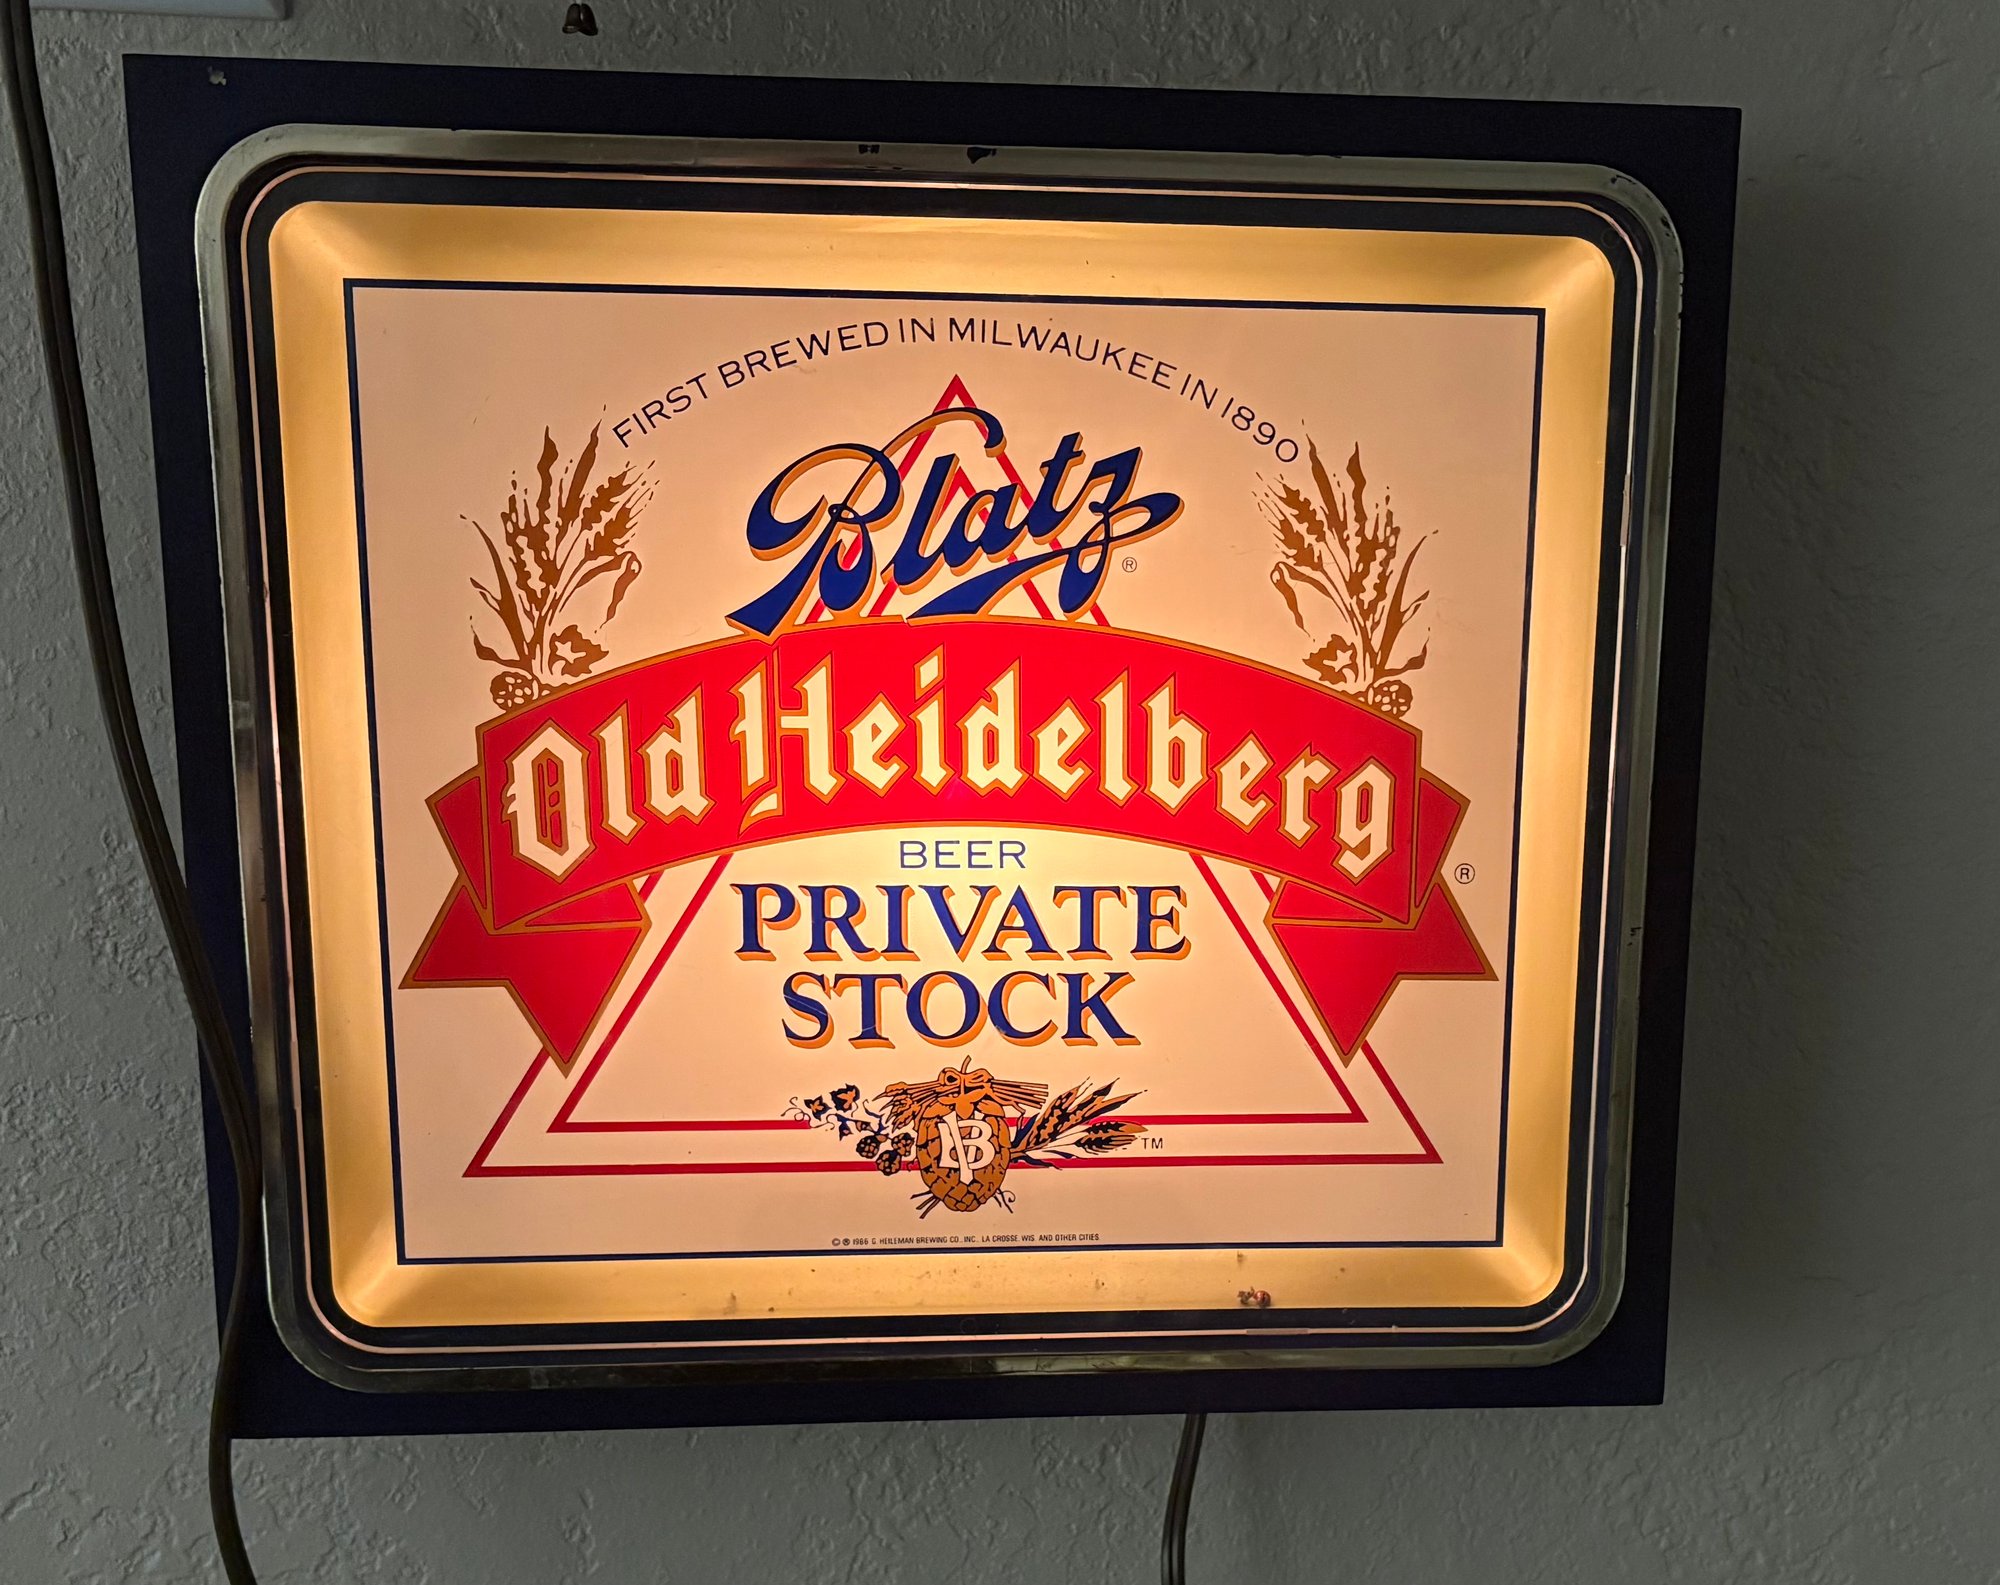 FIRST BREWED IN MILWAUKEE IN 1890
Blatz ®
Old Heidelberg ®
BEER
PRIVATE
STOCK
VB
TM
© ® 1986 G. HEILEMAN BREWING CO., INC., LA CROSSE, WIS. AND OTHER CITIES